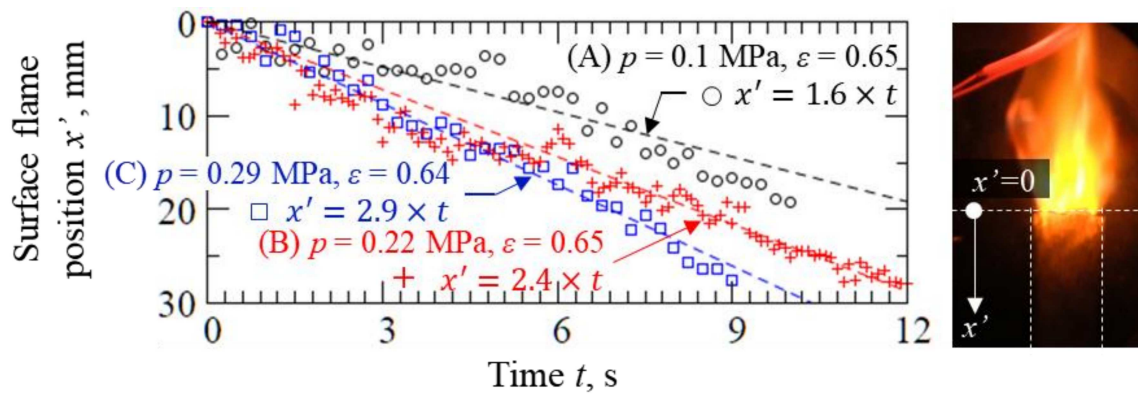 Surface flane
position x', mm
0
10
20
30
(A) p = 0.1 MPa, ε = 0.65
○ x' = 1.6 × t
(C) p = 0.29 MPa, ε = 0.64
□ x' = 2.9 × t
(B) p = 0.22 MPa, ε = 0.65
+ x' = 2.4 × t
0 3 6 9 12
Time t, s
x'=0
x'